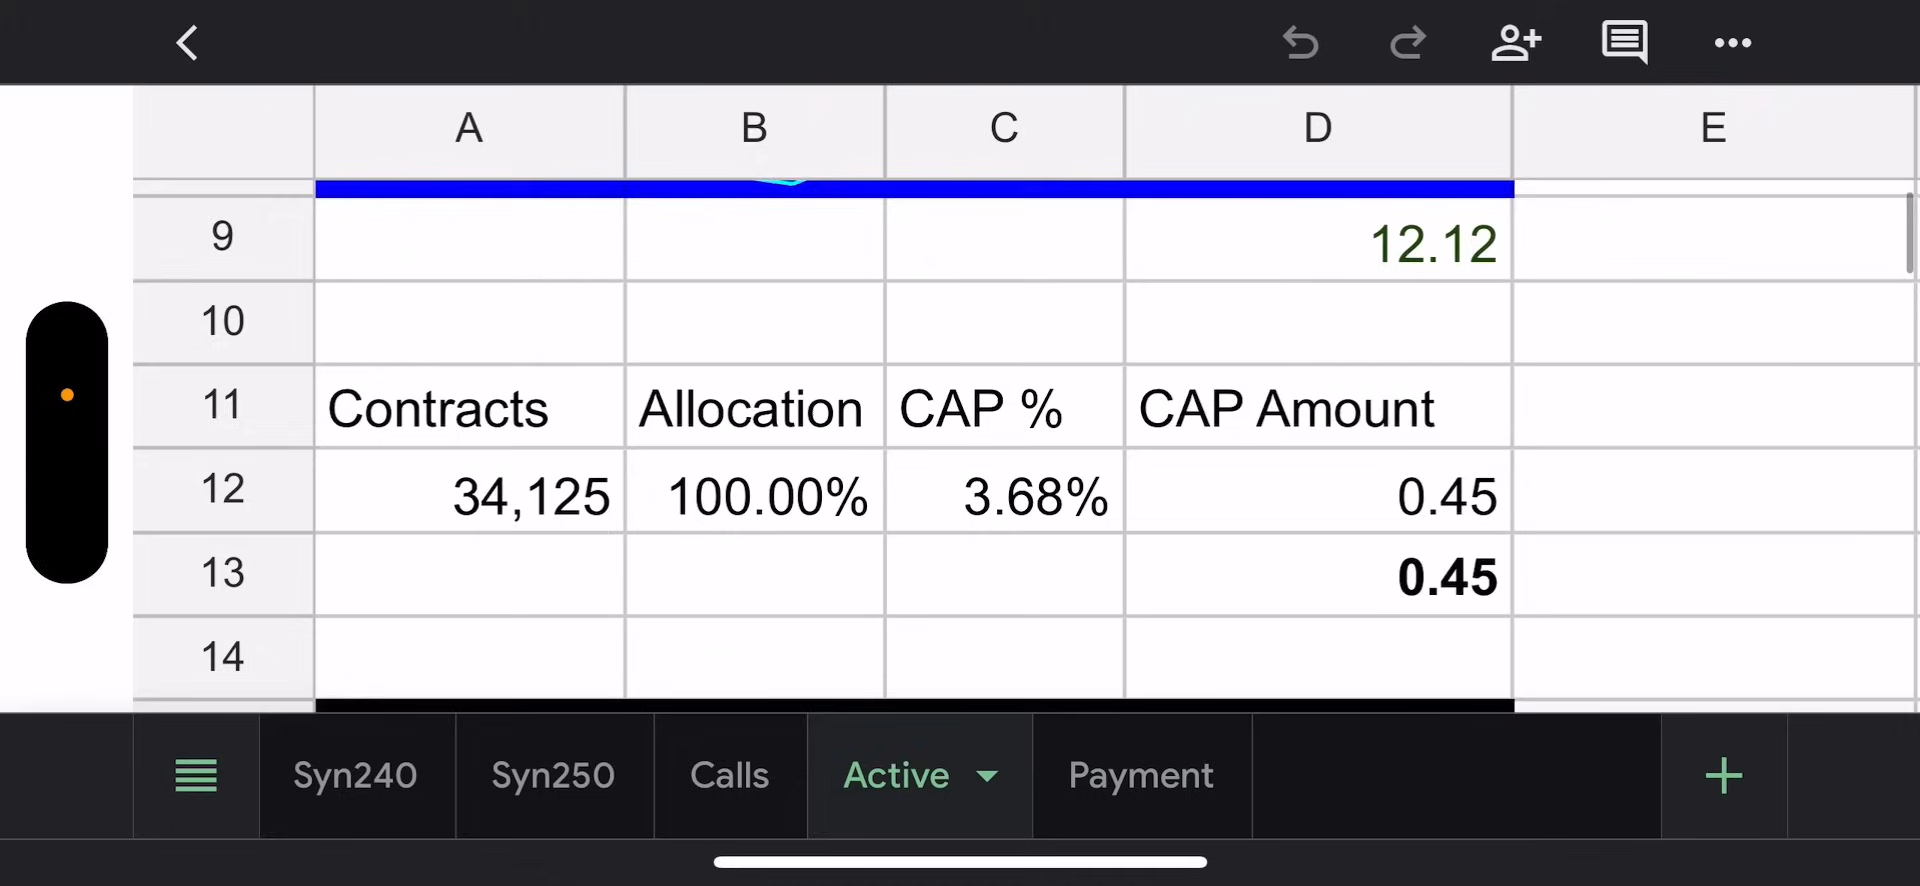 A B C D E
9 12.12
10
11 Contracts Allocation CAP % CAP Amount
12 34,125 100.00% 3.68% 0.45
13 0.45
14
Syn240 Syn250 Calls Active Payment